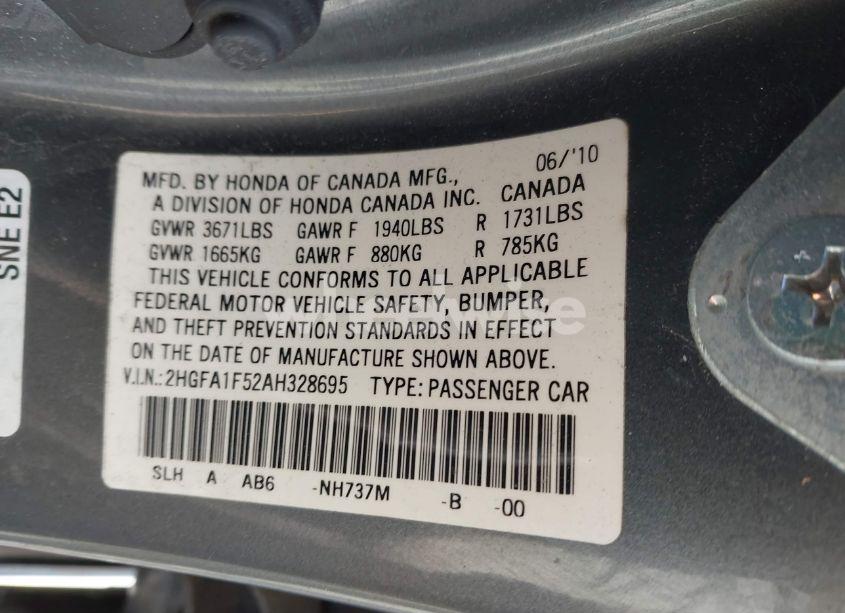 06/'10
MFD. BY HONDA OF CANADA MFG.,
A DIVISION OF HONDA CANADA INC. CANADA
GVWR 3671LBS GAWR F 1940LBS R 1731LBS
GVWR 1665KG GAWR F 880KG R 785KG
THIS VEHICLE CONFORMS TO ALL APPLICABLE
FEDERAL MOTOR VEHICLE SAFETY, BUMPER,
AND THEFT PREVENTION STANDARDS IN EFFECT
ON THE DATE OF MANUFACTURE SHOWN ABOVE.
V.I.N.:2HGFA1F52AH328695 TYPE:PASSENGER CAR
SLH A AB6 -NH737M -B -00
SNE E2